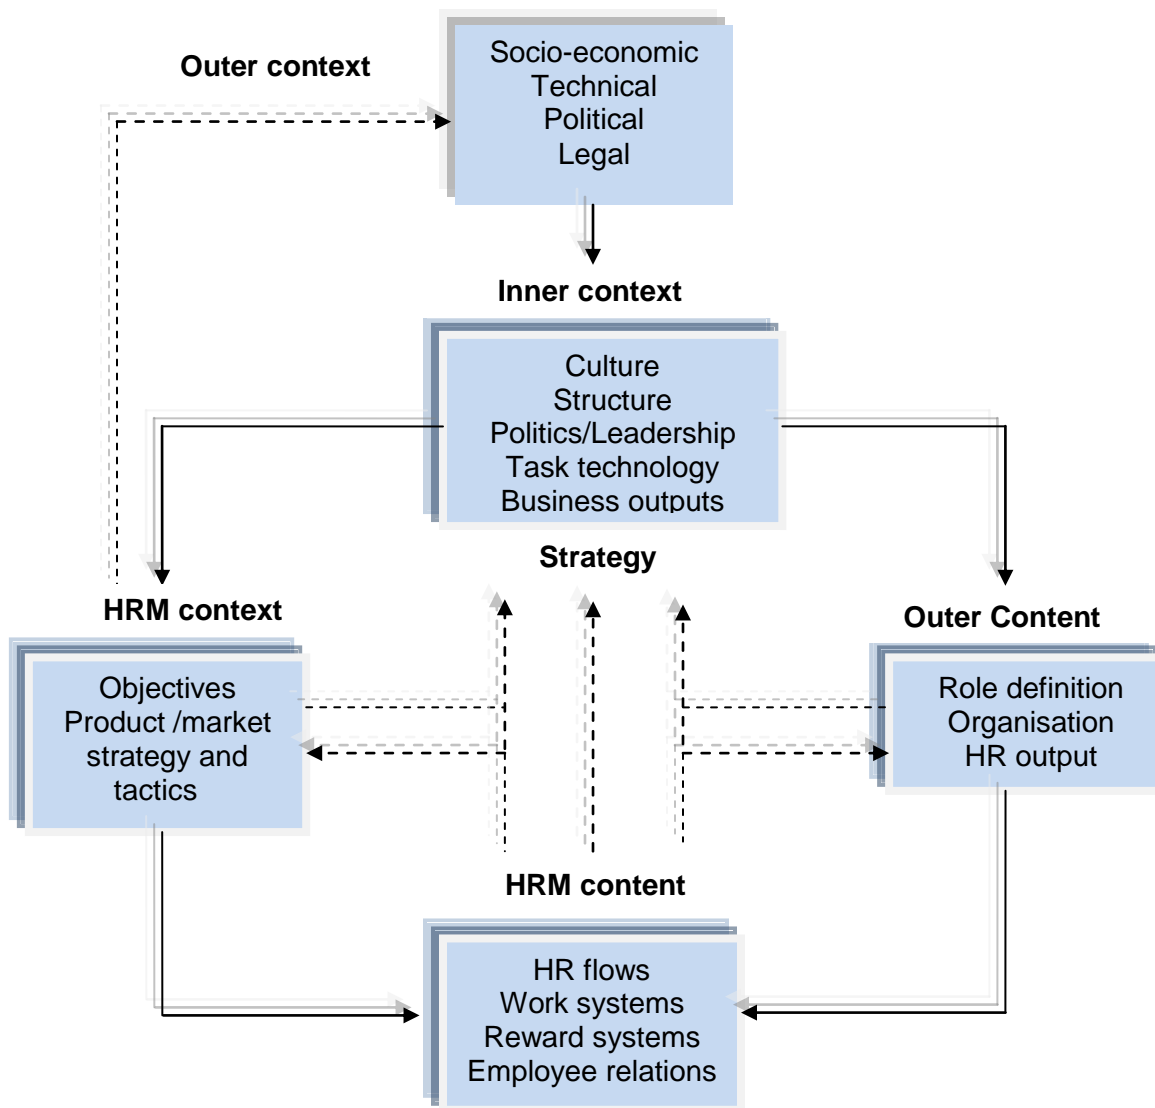 Outer context
Socio-economic
Technical
Political
Legal
Inner context
Culture
Structure
Politics/Leadership
Task technology
Business outputs
Strategy
HRM context
Objectives
Product /market
strategy and
tactics
Outer Content
Role definition
Organisation
HR output
HRM content
HR flows
Work systems
Reward systems
Employee relations